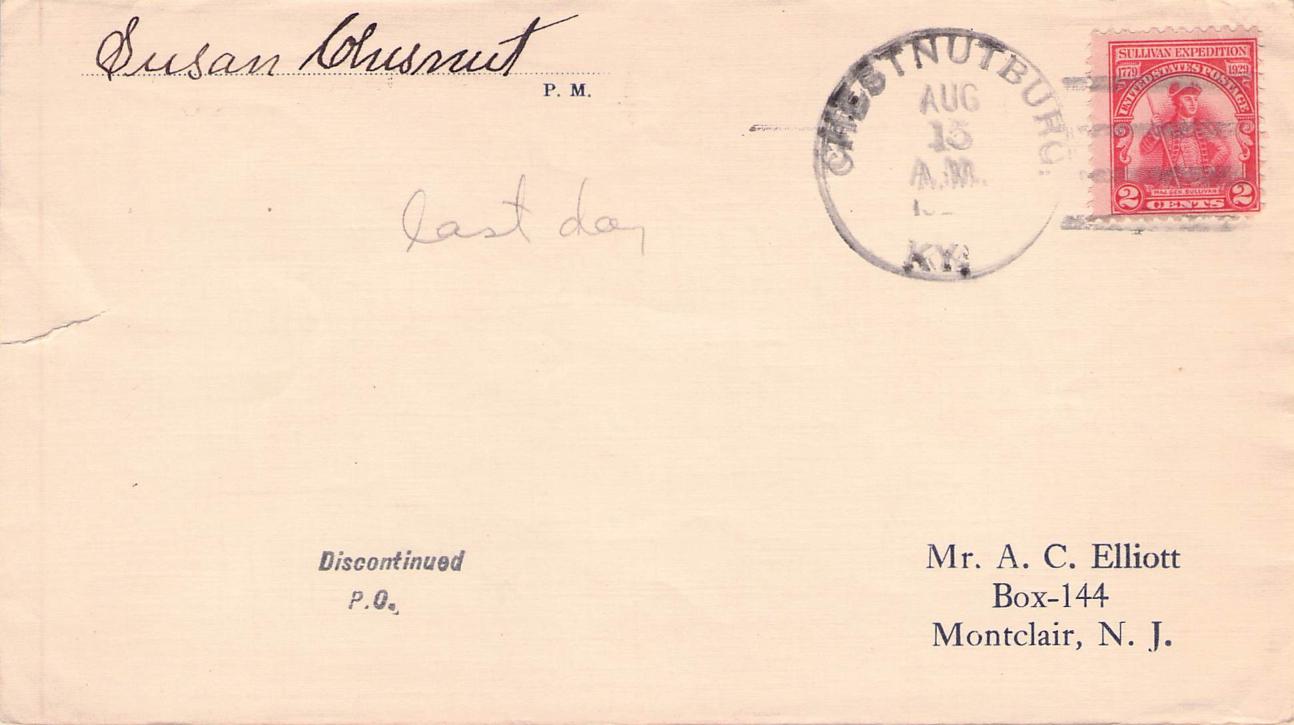 Susan Chesnut
P. M.
CHESTNUTBURG.
AUG
15
A.M.
KY.
SULLIVAN EXPEDITION
1779 1929
UNITED STATES POSTAGE
MAJ. GEN. SULLIVAN
2 CENTS 2
last day
Discontinued
P.O.
Mr. A. C. Elliott
Box-144
Montclair, N. J.